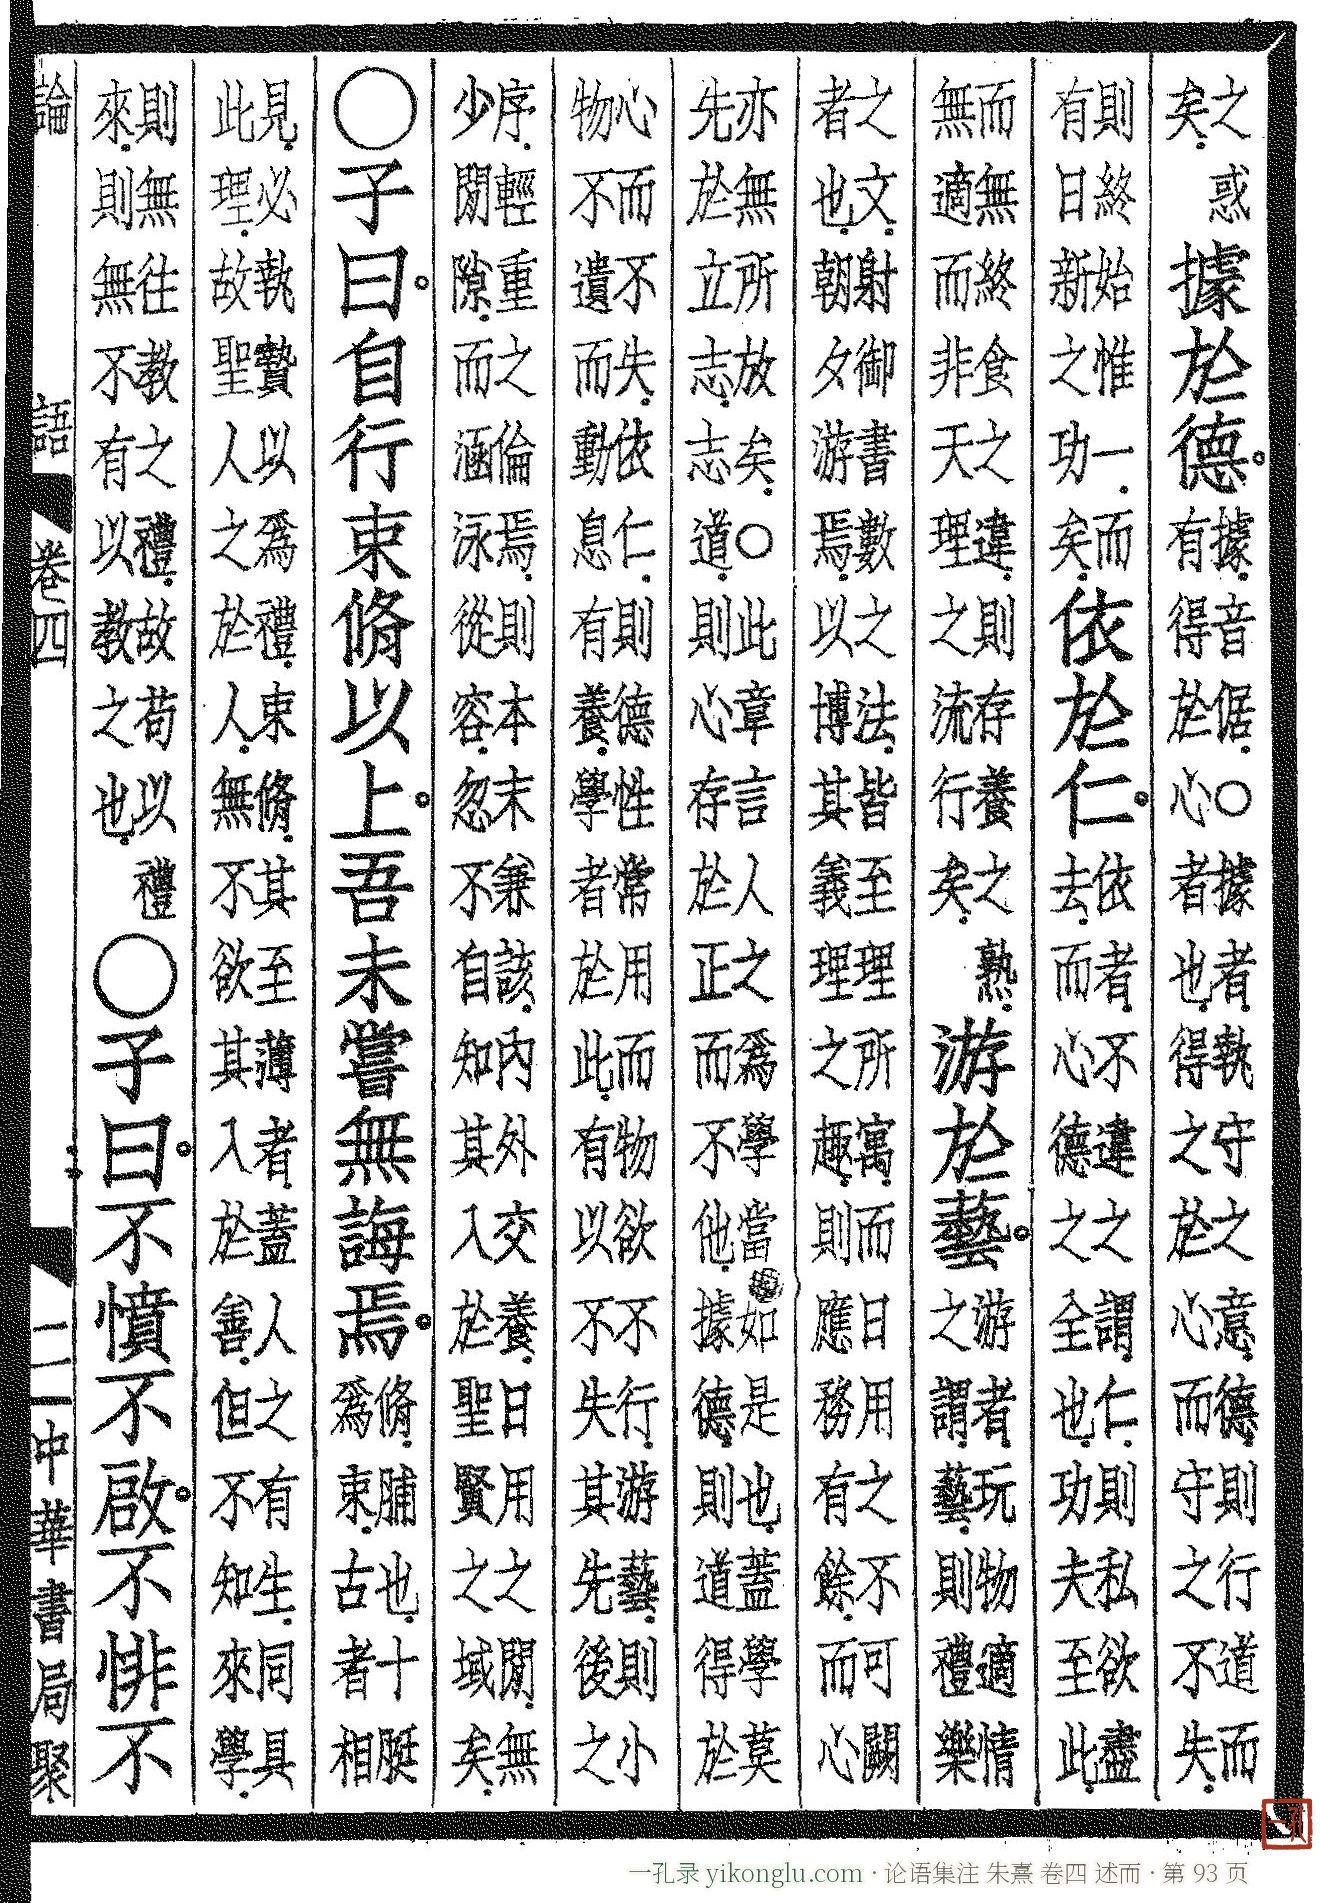 之惑矣。據於德。據。音倨。○據者。執守之意。德。則行道而有得於心者也。得之於心而守之不失。
則終始惟一。而有日新之功矣。依於仁。依者。不違之謂。仁。則私欲盡去而心德之全也。功夫至此。
而無終食之違。則存養之熟。無適而非天理之流行矣。游於藝。游者。玩物適情之謂。藝。則禮樂
之文。射御書數之法。皆至理所寓。而日用之不可闕者也。朝夕游焉。以博其義理之趣。則應務有餘。而心
亦無所放矣。○此章言人之爲學當如是也。蓋學莫先於立志。志道。則心存於正而不他。據德。則道得於
心而不失。依仁。則德性常用而物欲不行。游藝。則小物不遺而動息有養。學者於此。有以不失其先後之
序。輕重之倫焉。則本末兼該。內外交養。日用之閒。無少閒隙。而涵泳從容。忽不自知其入於聖賢之域矣。
○子曰。自行束脩以上。吾未嘗無誨焉。脩。脯也。十脡爲束。古者相
見。必執贄以爲禮。束脩。其至薄者。蓋人之有生。同具此理。故聖人之於人。無不欲其入於善。但不知來學。
則無往教之禮。故苟以禮來。則無不有以教之也。○子曰。不憤不啟。不悱不
論語 卷四 二一 中華書局聚
一孔录 yikonglu.com · 论语集注 朱熹 卷四 述而 · 第 93 页